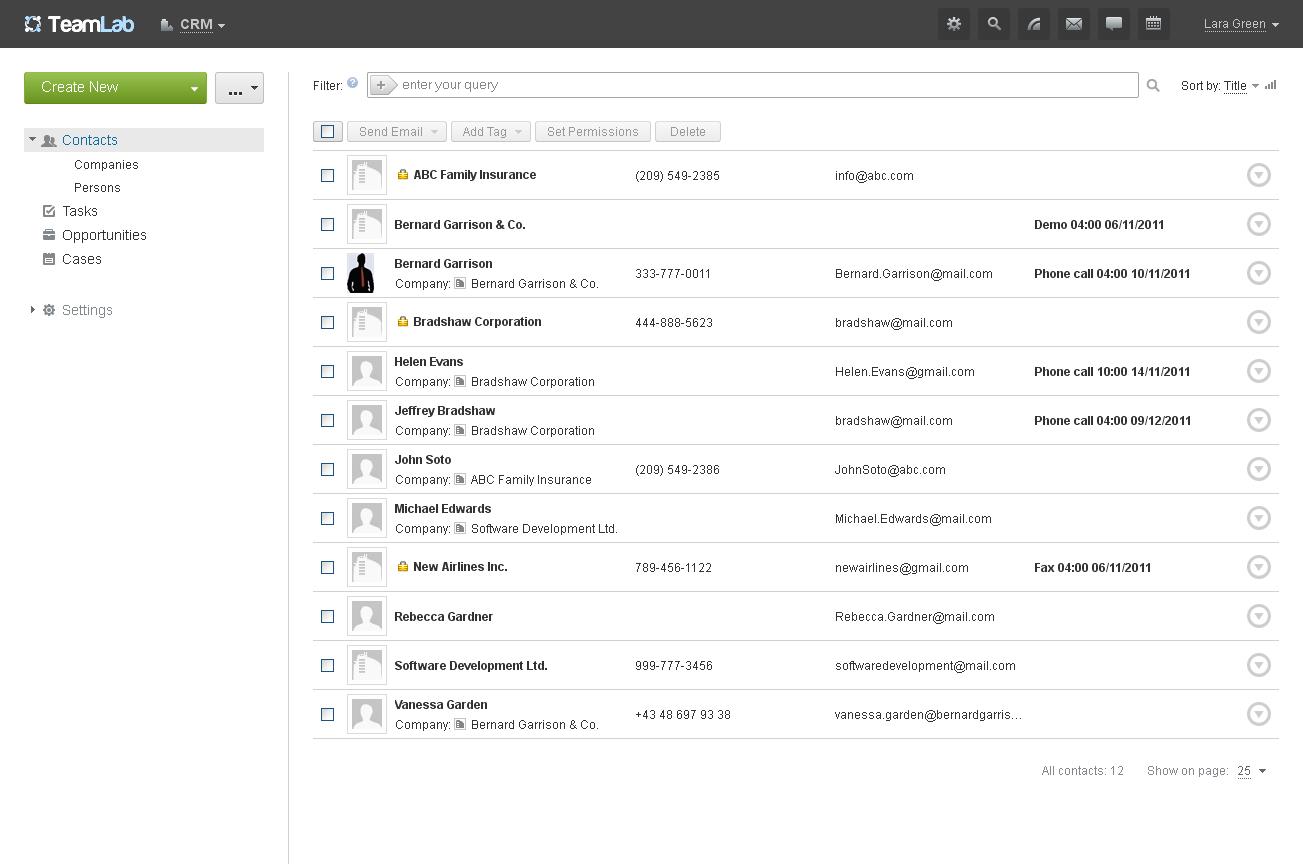 TeamLab CRM Lara Green
Create New ...
Filter: ? + enter your query Sort by: Title
Send Email Add Tag Set Permissions Delete
Contacts
Companies
Persons
Tasks
Opportunities
Cases
Settings
ABC Family Insurance (209) 549-2385 info@abc.com
Bernard Garrison & Co. Demo 04:00 06/11/2011
Bernard Garrison
Company: Bernard Garrison & Co. 333-777-0011 Bernard.Garrison@mail.com Phone call 04:00 10/11/2011
Bradshaw Corporation 444-888-5623 bradshaw@mail.com
Helen Evans
Company: Bradshaw Corporation Helen.Evans@gmail.com Phone call 10:00 14/11/2011
Jeffrey Bradshaw
Company: Bradshaw Corporation bradshaw@mail.com Phone call 04:00 09/12/2011
John Soto
Company: ABC Family Insurance (209) 549-2386 JohnSoto@abc.com
Michael Edwards
Company: Software Development Ltd. Michael.Edwards@mail.com
New Airlines Inc. 789-456-1122 newairlines@gmail.com Fax 04:00 06/11/2011
Rebecca Gardner Rebecca.Gardner@mail.com
Software Development Ltd. 999-777-3456 softwaredevelopment@mail.com
Vanessa Garden
Company: Bernard Garrison & Co. +43 48 697 93 38 vanessa.garden@bernardgarris...
All contacts: 12 Show on page: 25